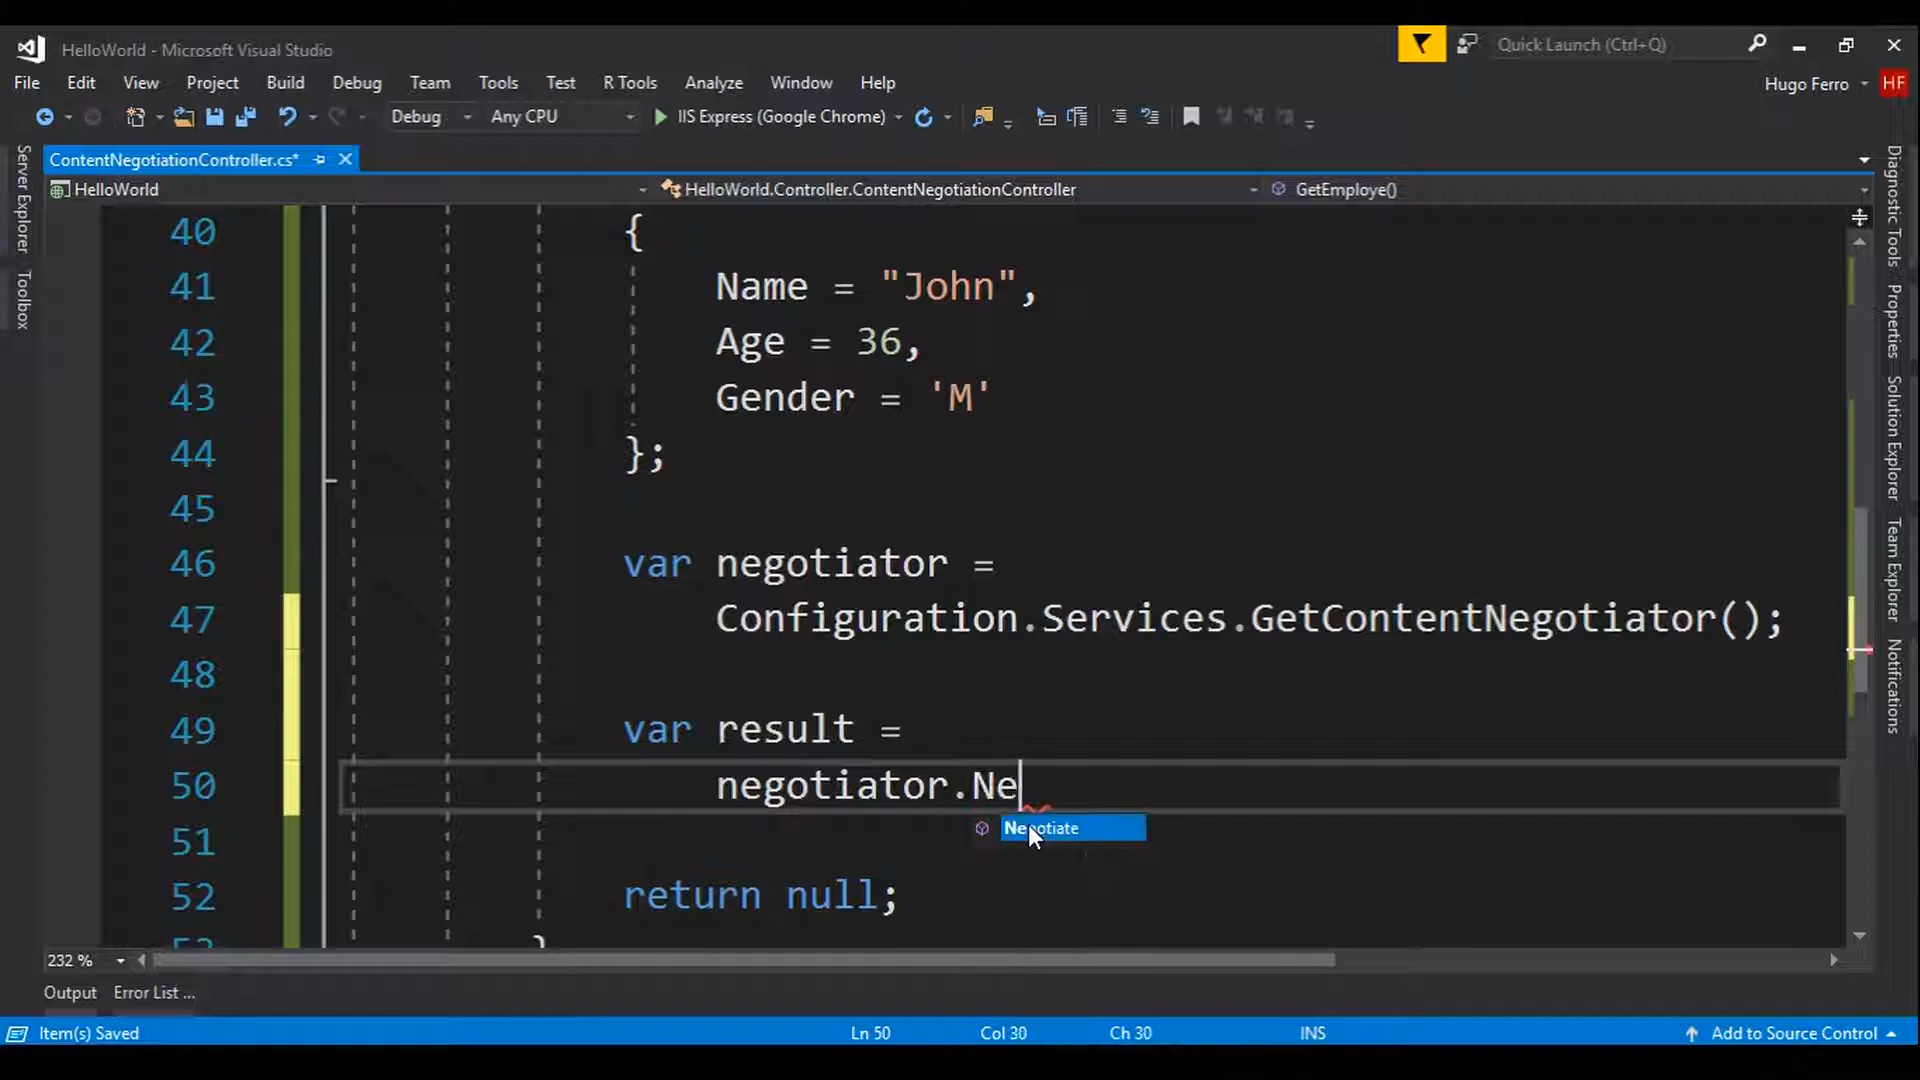 HelloWorld - Microsoft Visual Studio
Quick Launch (Ctrl+Q)
File Edit View Project Build Debug Team Tools Test R Tools Analyze Window Help
Hugo Ferro HF
Debug Any CPU IIS Express (Google Chrome)
ContentNegotiationController.cs*
HelloWorld HelloWorld.Controller.ContentNegotiationController GetEmploye()
Server Explorer
Toolbox
40 {
41 Name = "John",
42 Age = 36,
43 Gender = 'M'
44 };
45
46 var negotiator =
47 Configuration.Services.GetContentNegotiator();
48
49 var result =
50 negotiator.Ne
Negotiate
51
52 return null;
53 }
Diagnostic Tools
Properties
Solution Explorer
Team Explorer
Notifications
232 %
Output Error List ...
Item(s) Saved Ln 50 Col 30 Ch 30 INS Add to Source Control